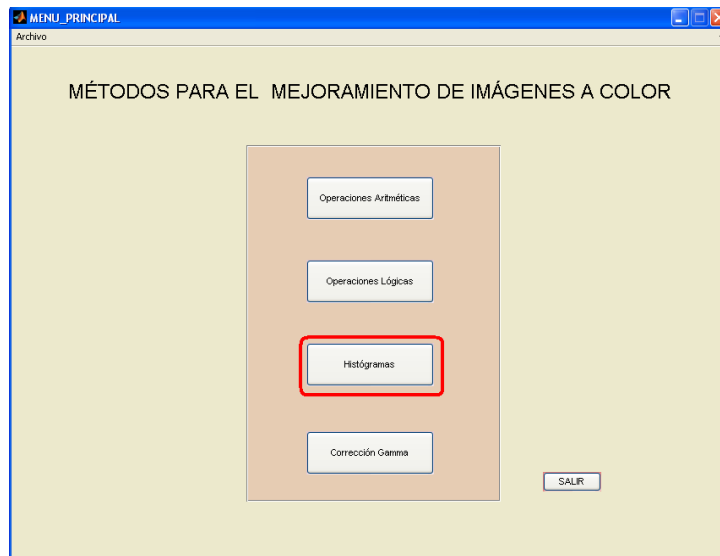 MENU_PRINCIPAL
Archivo
MÉTODOS PARA EL MEJORAMIENTO DE IMÁGENES A COLOR
Operaciones Aritméticas
Operaciones Lógicas
Histógramas
Corrección Gamma
SALIR